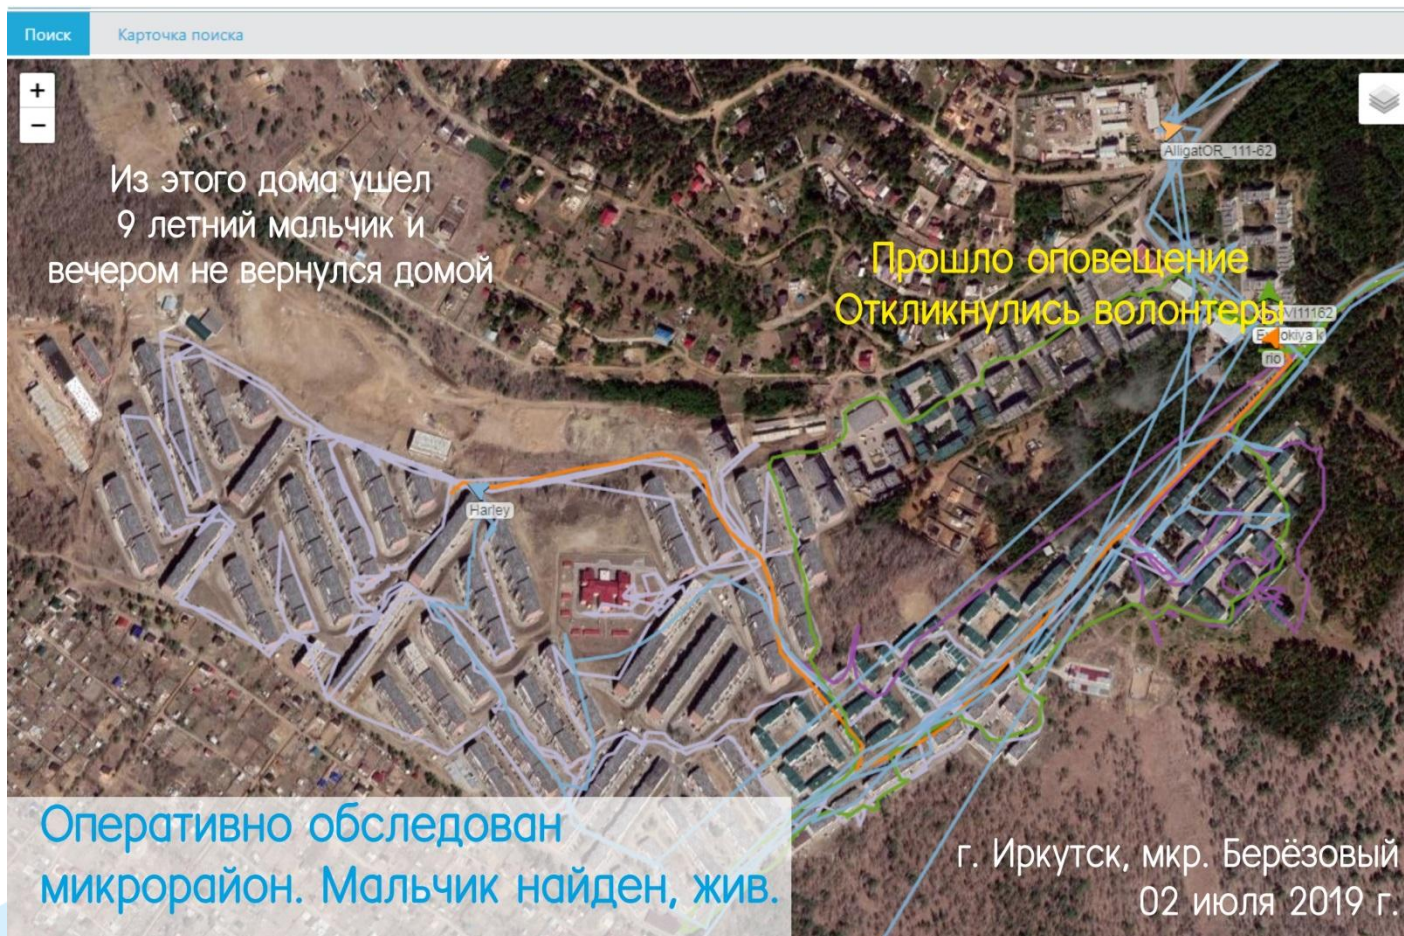 Поиск Карточка поиска
+
−
AlligatOR_111-62
Из этого дома ушел
9 летний мальчик и
вечером не вернулся домой
Прошло оповещение
Откликнулись волонтеры
rio
Harley
Оперативно обследован
микрорайон. Мальчик найден, жив.
г. Иркутск, мкр. Берёзовый
02 июля 2019 г.